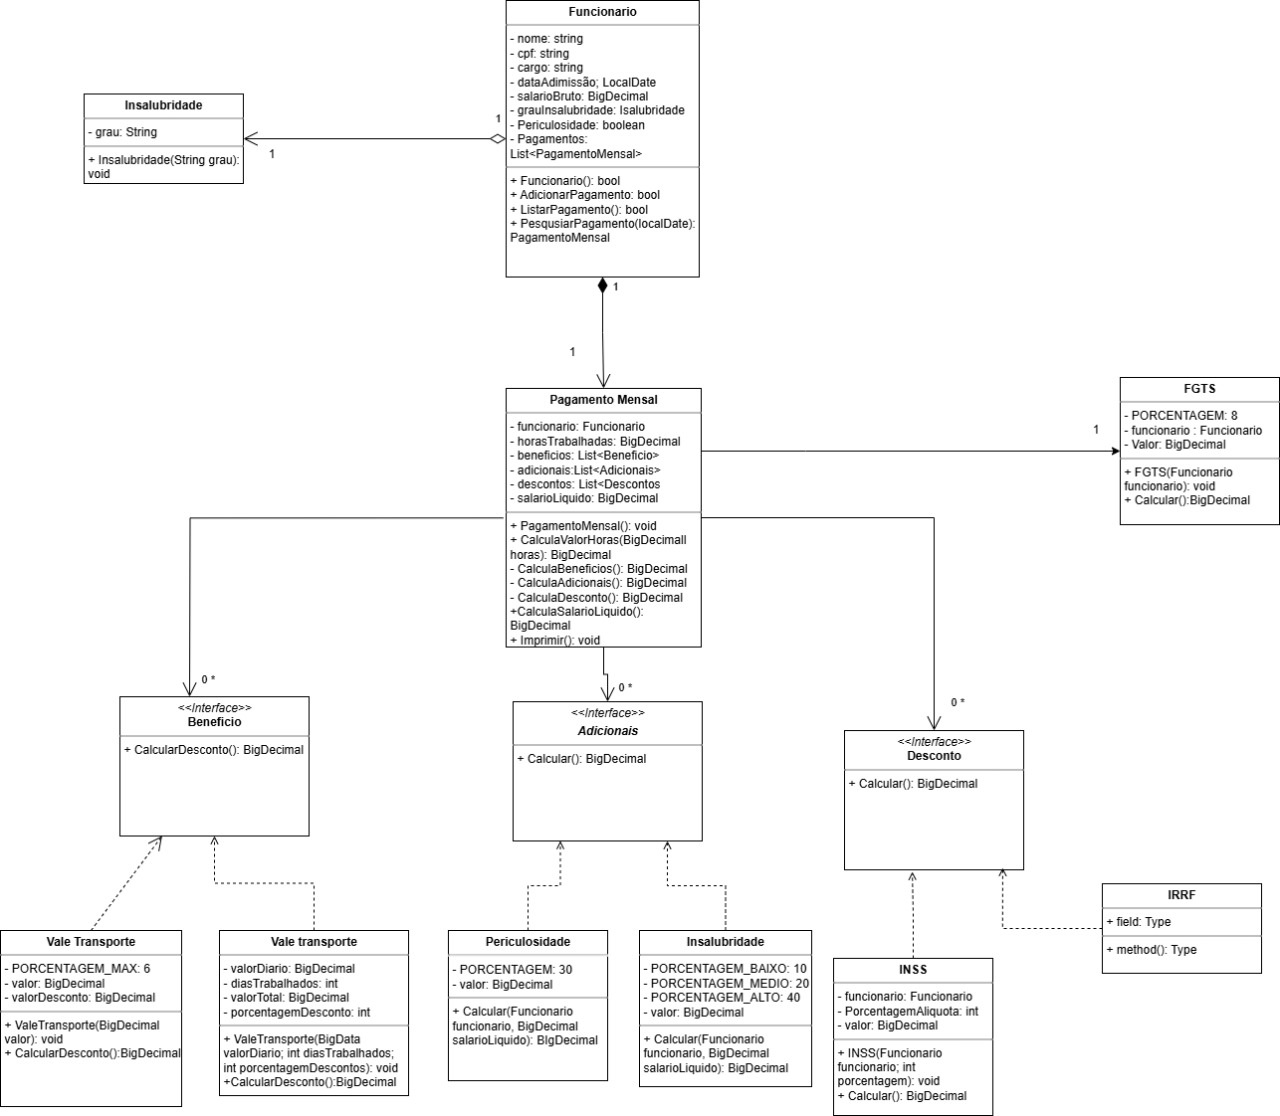 Funcionario
- nome: string
- cpf: string
- cargo: string
- dataAdimissão; LocalDate
- salarioBruto: BigDecimal
- grauInsalubridade: Isalubridade
- Periculosidade: boolean
- Pagamentos:
List<PagamentoMensal>
+ Funcionario(): bool
+ AdicionarPagamento: bool
+ ListarPagamento(): bool
+ PesqusiarPagamento(localDate):
PagamentoMensal
Insalubridade
- grau: String
+ Insalubridade(String grau):
void
1
1
1
1
Pagamento Mensal
- funcionario: Funcionario
- horasTrabalhadas: BigDecimal
- beneficios: List<Beneficio>
- adicionais:List<Adicionais>
- descontos: List<Descontos
- salarioLiquido: BigDecimal
+ PagamentoMensal(): void
+ CalculaValorHoras(BigDecimall
horas): BigDecimal
- CalculaBeneficios(): BigDecimal
- CalculaAdicionais(): BigDecimal
- CalculaDesconto(): BigDecimal
+CalculaSalarioLiquido():
BigDecimal
+ Imprimir(): void
1
FGTS
- PORCENTAGEM: 8
- funcionario : Funcionario
- Valor: BigDecimal
+ FGTS(Funcionario
funcionario): void
+ Calcular():BigDecimal
0 *
<<Interface>>
Beneficio
+ CalcularDesconto(): BigDecimal
0 *
<<Interface>>
Adicionais
+ Calcular(): BigDecimal
0 *
<<Interface>>
Desconto
+ Calcular(): BigDecimal
Vale Transporte
- PORCENTAGEM_MAX: 6
- valor: BigDecimal
- valorDesconto: BigDecimal
+ ValeTransporte(BigDecimal
valor): void
+ CalcularDesconto():BigDecimal
Vale transporte
- valorDiario: BigDecimal
- diasTrabalhados: int
- valorTotal: BigDecimal
- porcentagemDesconto: int
+ ValeTransporte(BigData
valorDiario; int diasTrabalhados;
int porcentagemDescontos): void
+CalcularDesconto():BigDecimal
Periculosidade
- PORCENTAGEM: 30
- valor: BigDecimal
+ Calcular(Funcionario
funcionario, BigDecimal
salarioLiquido): BIgDecimal
Insalubridade
- PORCENTAGEM_BAIXO: 10
- PORCENTAGEM_MEDIO: 20
- PORCENTAGEM_ALTO: 40
- valor: BigDecimal
+ Calcular(Funcionario
funcionario, BigDecimal
salarioLiquido): BigDecimal
INSS
- funcionario: Funcionario
- PorcentagemAliquota: int
- valor: BigDecimal
+ INSS(Funcionario
funcionario; int
porcentagem): void
+ Calcular(): BigDecimal
IRRF
+ field: Type
+ method(): Type